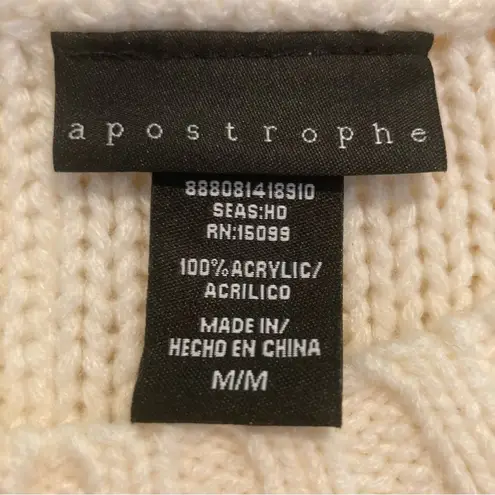 apostrophe
888081418910
SEAS:HO
RN:15099
100% ACRYLIC/
ACRILICO
MADE IN/
HECHO EN CHINA
M/M